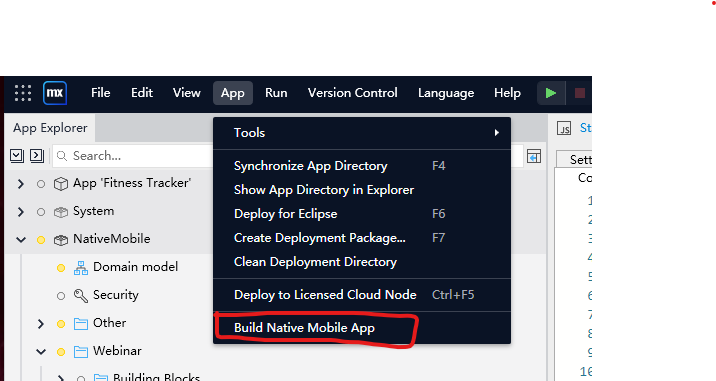 mx File Edit View App Run Version Control Language Help
App Explorer
Search...
App 'Fitness Tracker'
System
NativeMobile
Domain model
Security
Other
Webinar
Building Blocks
Tools
Synchronize App Directory F4
Show App Directory in Explorer
Deploy for Eclipse F6
Create Deployment Package... F7
Clean Deployment Directory
Deploy to Licensed Cloud Node Ctrl+F5
Build Native Mobile App
JS St
Sett
Co
1
2
3
4
5
6
7
8
9
10